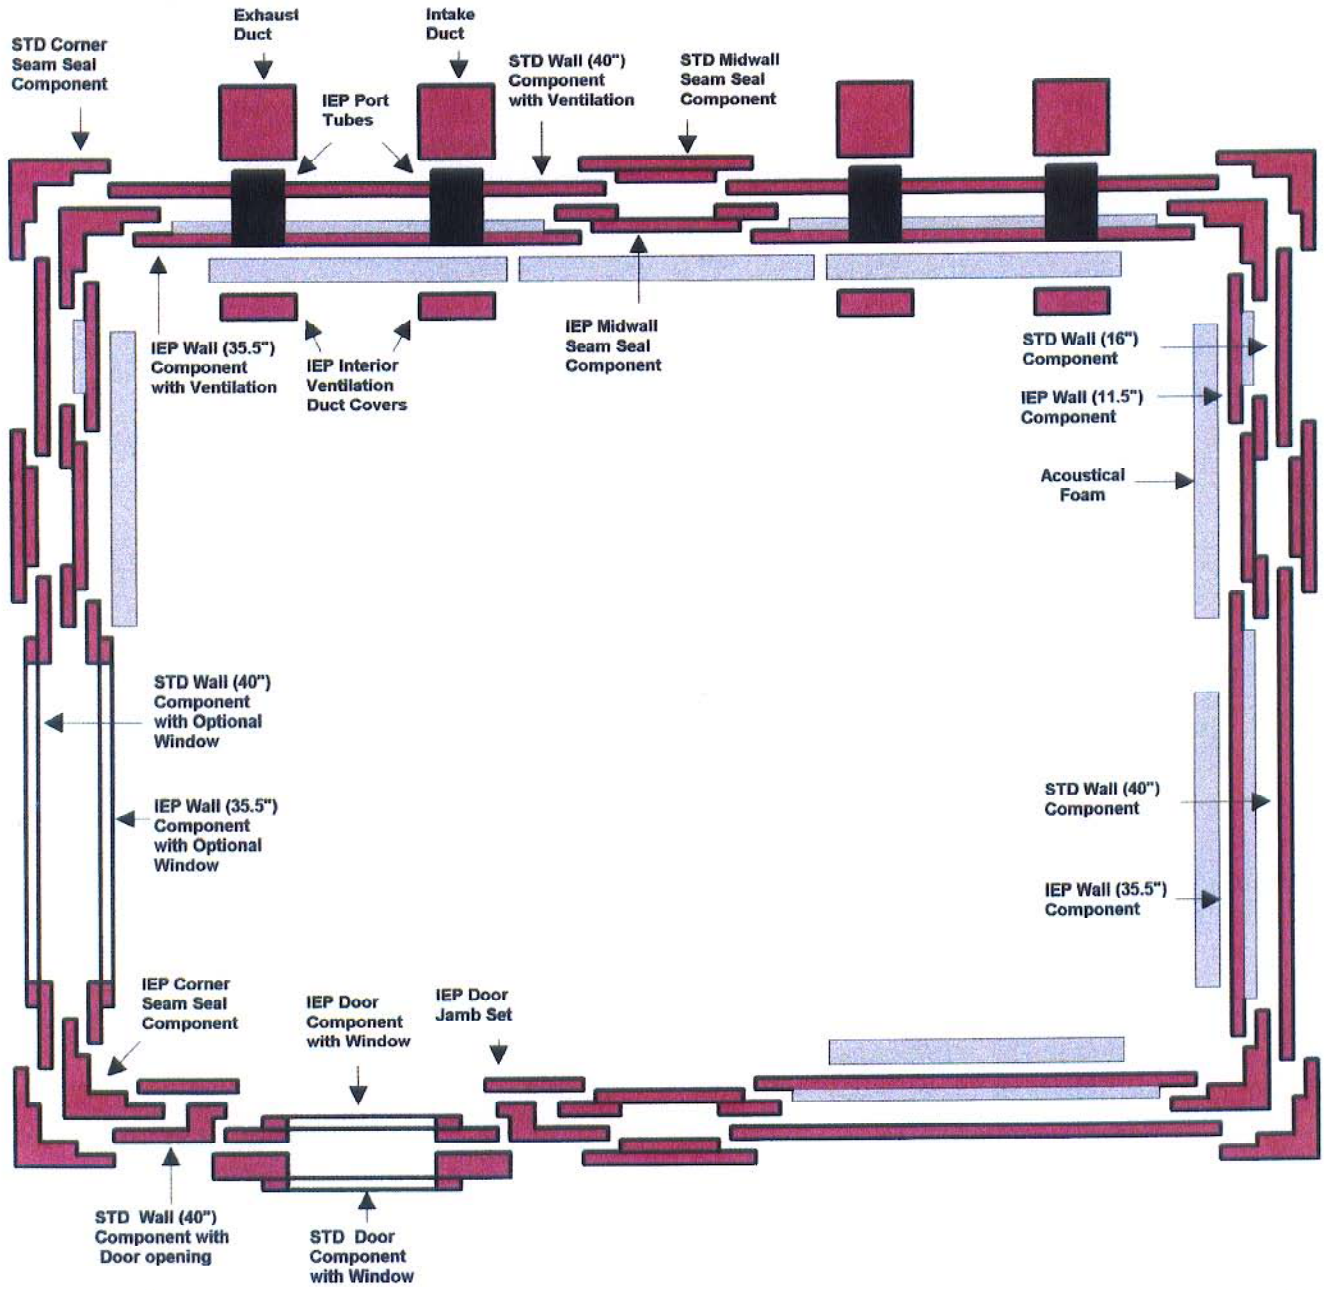 Exhaust
Duct
Intake
Duct
STD Corner
Seam Seal
Component
IEP Port
Tubes
STD Wall (40")
Component
with Ventilation
STD Midwall
Seam Seal
Component
IEP Wall (35.5")
Component
with Ventilation
IEP Interior
Ventilation
Duct Covers
IEP Midwall
Seam Seal
Component
STD Wall (16")
Component
IEP Wall (11.5")
Component
Acoustical
Foam
STD Wall (40")
Component
with Optional
Window
IEP Wall (35.5")
Component
with Optional
Window
STD Wall (40")
Component
IEP Wall (35.5")
Component
IEP Corner
Seam Seal
Component
IEP Door
Component
with Window
IEP Door
Jamb Set
STD Wall (40")
Component with
Door opening
STD Door
Component
with Window